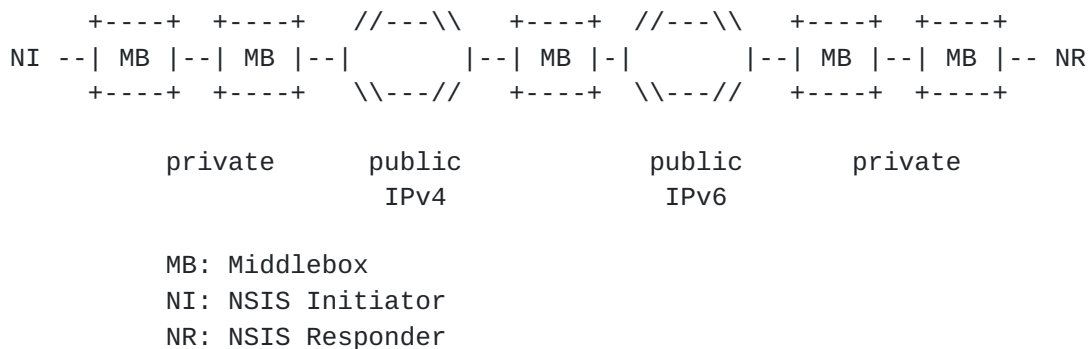 +----+  +----+   //---\\   +----+  //---\\   +----+  +----+
NI --| MB |--| MB |--|       |--| MB |-|       |--| MB |--| MB |-- NR
+----+  +----+   \\---//   +----+  \\---//   +----+  +----+
private      public            public       private
IPv4              IPv6
MB: Middlebox
NI: NSIS Initiator
NR: NSIS Responder